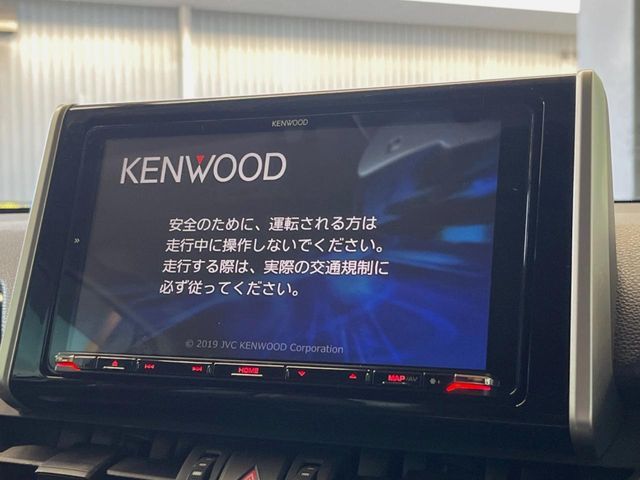 KENWOOD
KENWOOD
安全のために、運転される方は
走行中に操作しないでください。
走行する際は、実際の交通規制に
必ず従ってください。
© 2019 JVC KENWOOD Corporation
HOME MAP/AV